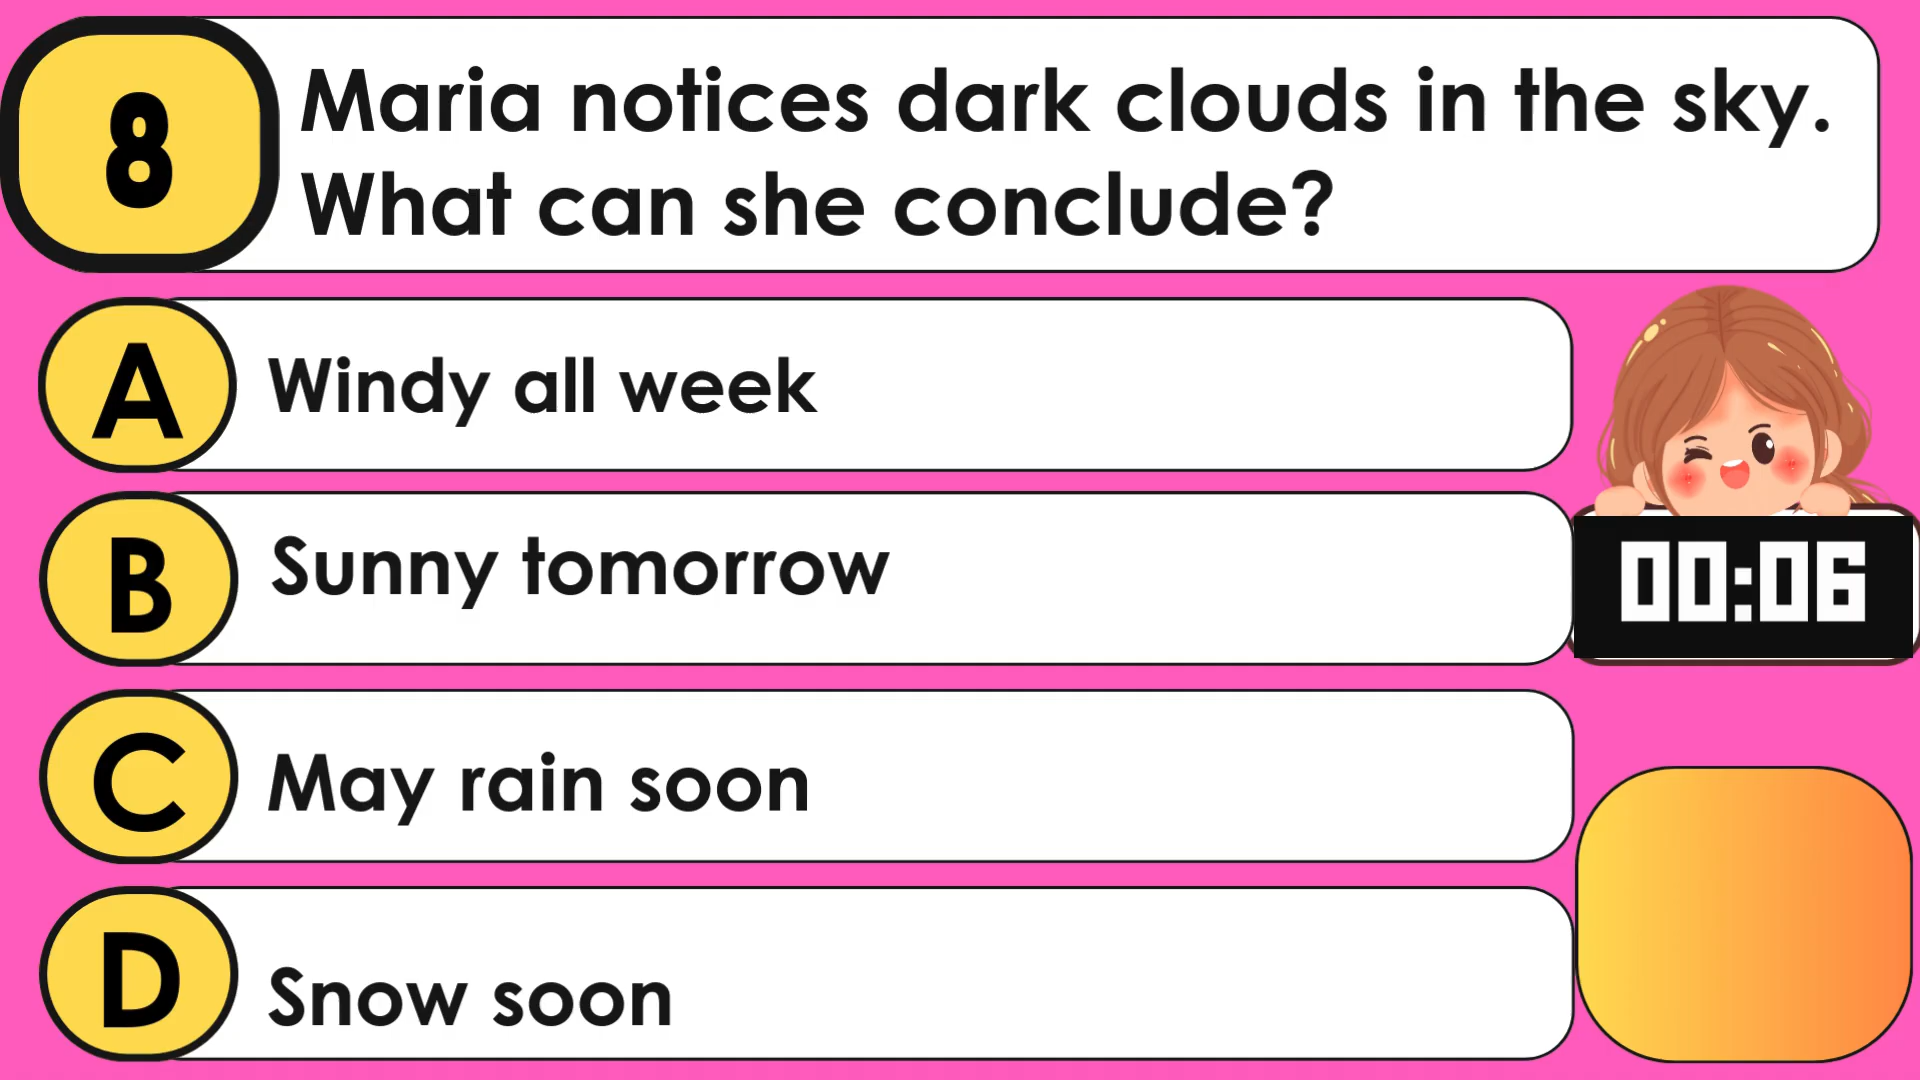 8
Maria notices dark clouds in the sky.
What can she conclude?
A
Windy all week
B
Sunny tomorrow
00:06
C
May rain soon
D
Snow soon